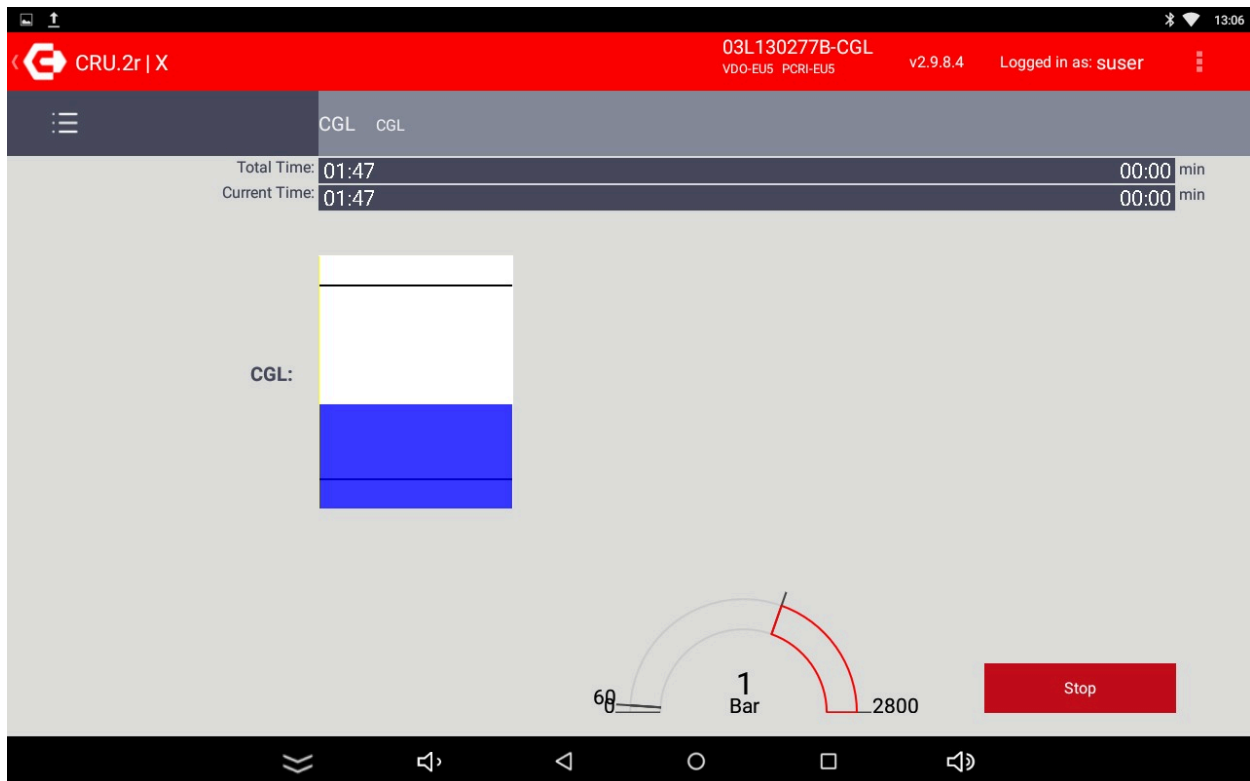 13:06
CRU.2r | X
03L130277B-CGL
VDO-EU5 PCRI-EU5
v2.9.8.4
Logged in as: suser
CGL CGL
Total Time: 01:47 00:00 min
Current Time: 01:47 00:00 min
CGL:
1
Bar
60
0
2800
Stop